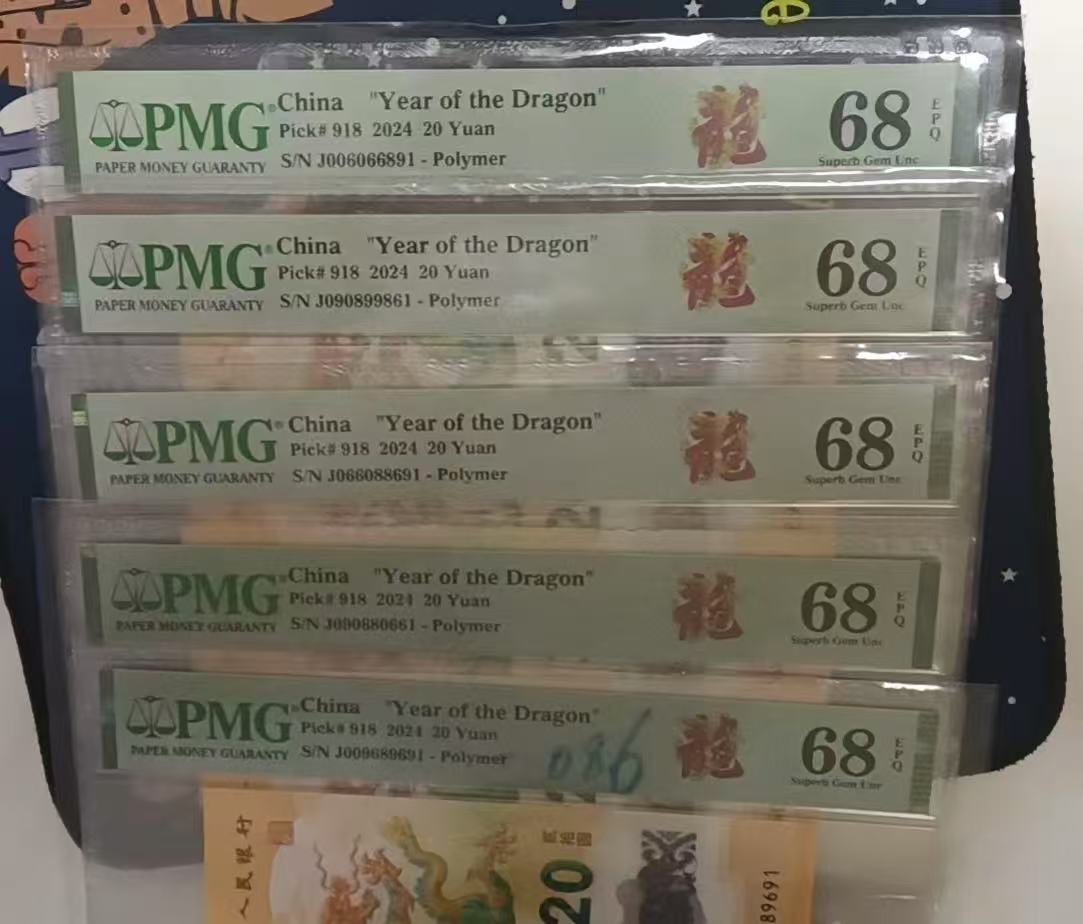 PMG
PAPER MONEY GUARANTY
China "Year of the Dragon"
Pick# 918 2024 20 Yuan
S/N J006066891 - Polymer
龍
68
EPQ
Superb Gem Unc
PMG
PAPER MONEY GUARANTY
China "Year of the Dragon"
Pick# 918 2024 20 Yuan
S/N J090899861 - Polymer
龍
68
EPQ
Superb Gem Unc
PMG
PAPER MONEY GUARANTY
China "Year of the Dragon"
Pick# 918 2024 20 Yuan
S/N J066088691 - Polymer
龍
68
EPQ
Superb Gem Unc
PMG
PAPER MONEY GUARANTY
China "Year of the Dragon"
Pick# 918 2024 20 Yuan
S/N J090880661 - Polymer
龍
68
EPQ
Superb Gem Unc
PMG
PAPER MONEY GUARANTY
China "Year of the Dragon"
Pick# 918 2024 20 Yuan
S/N J009689691 - Polymer
086
龍
68
EPQ
Superb Gem Unc
人民银行
贰拾圆
20
89691